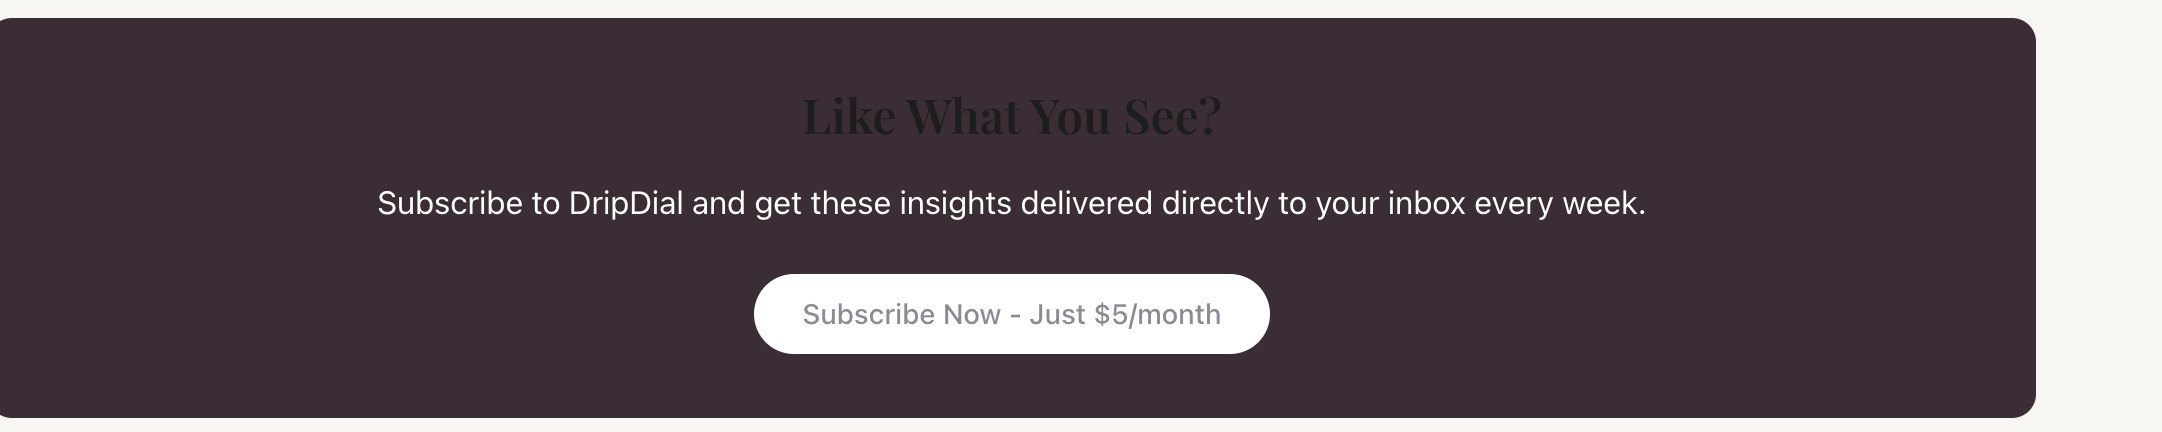 Like What You See?
Subscribe to DripDial and get these insights delivered directly to your inbox every week.
Subscribe Now - Just $5/month